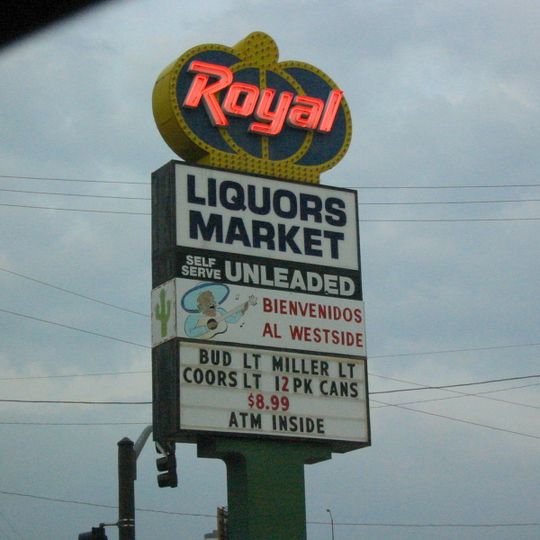 Royal
LIQUORS
MARKET
SELF SERVE UNLEADED
BIENVENIDOS
AL WESTSIDE
BUD LT MILLER LT
COORS LT 12 PK CANS
$8.99
ATM INSIDE